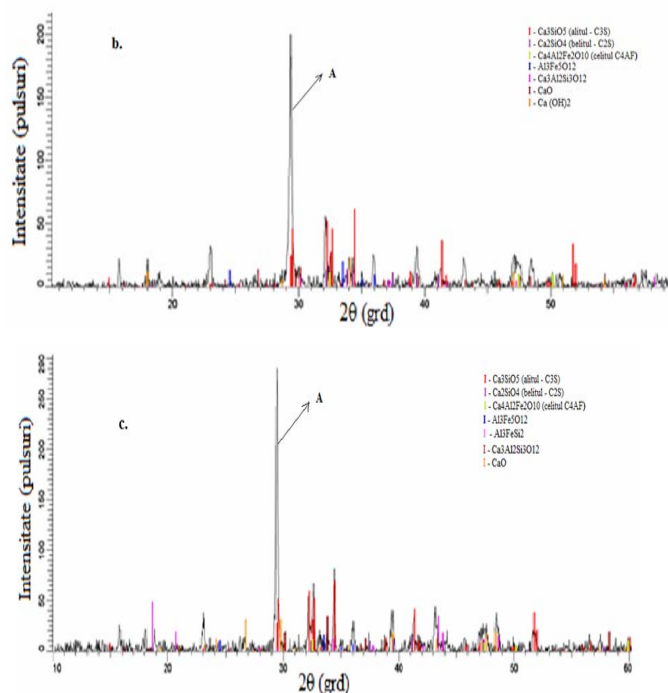 b.
A
- Ca3SiO5 (alitul - C3S)
- Ca2SiO4 (belitul - C2S)
- Ca4Al2Fe2O10 (celitul C4AF)
- Al3Fe5O12
- Ca3Al2Si3O12
- CaO
- Ca (OH)2
Intensitate (pulsuri)
200
150
100
50
0
20 30 40 50
2θ (grd)
c.
A
- Ca3SiO5 (alitul - C3S)
- Ca2SiO4 (belitul - C2S)
- Ca4Al2Fe2O10 (celitul C4AF)
- Al3Fe5O12
- Al3FeSi2
- Ca3Al2Si3O12
- CaO
Intensitate (pulsuri)
290
250
200
150
100
50
0
10 20 30 40 50 60
2θ (grd)